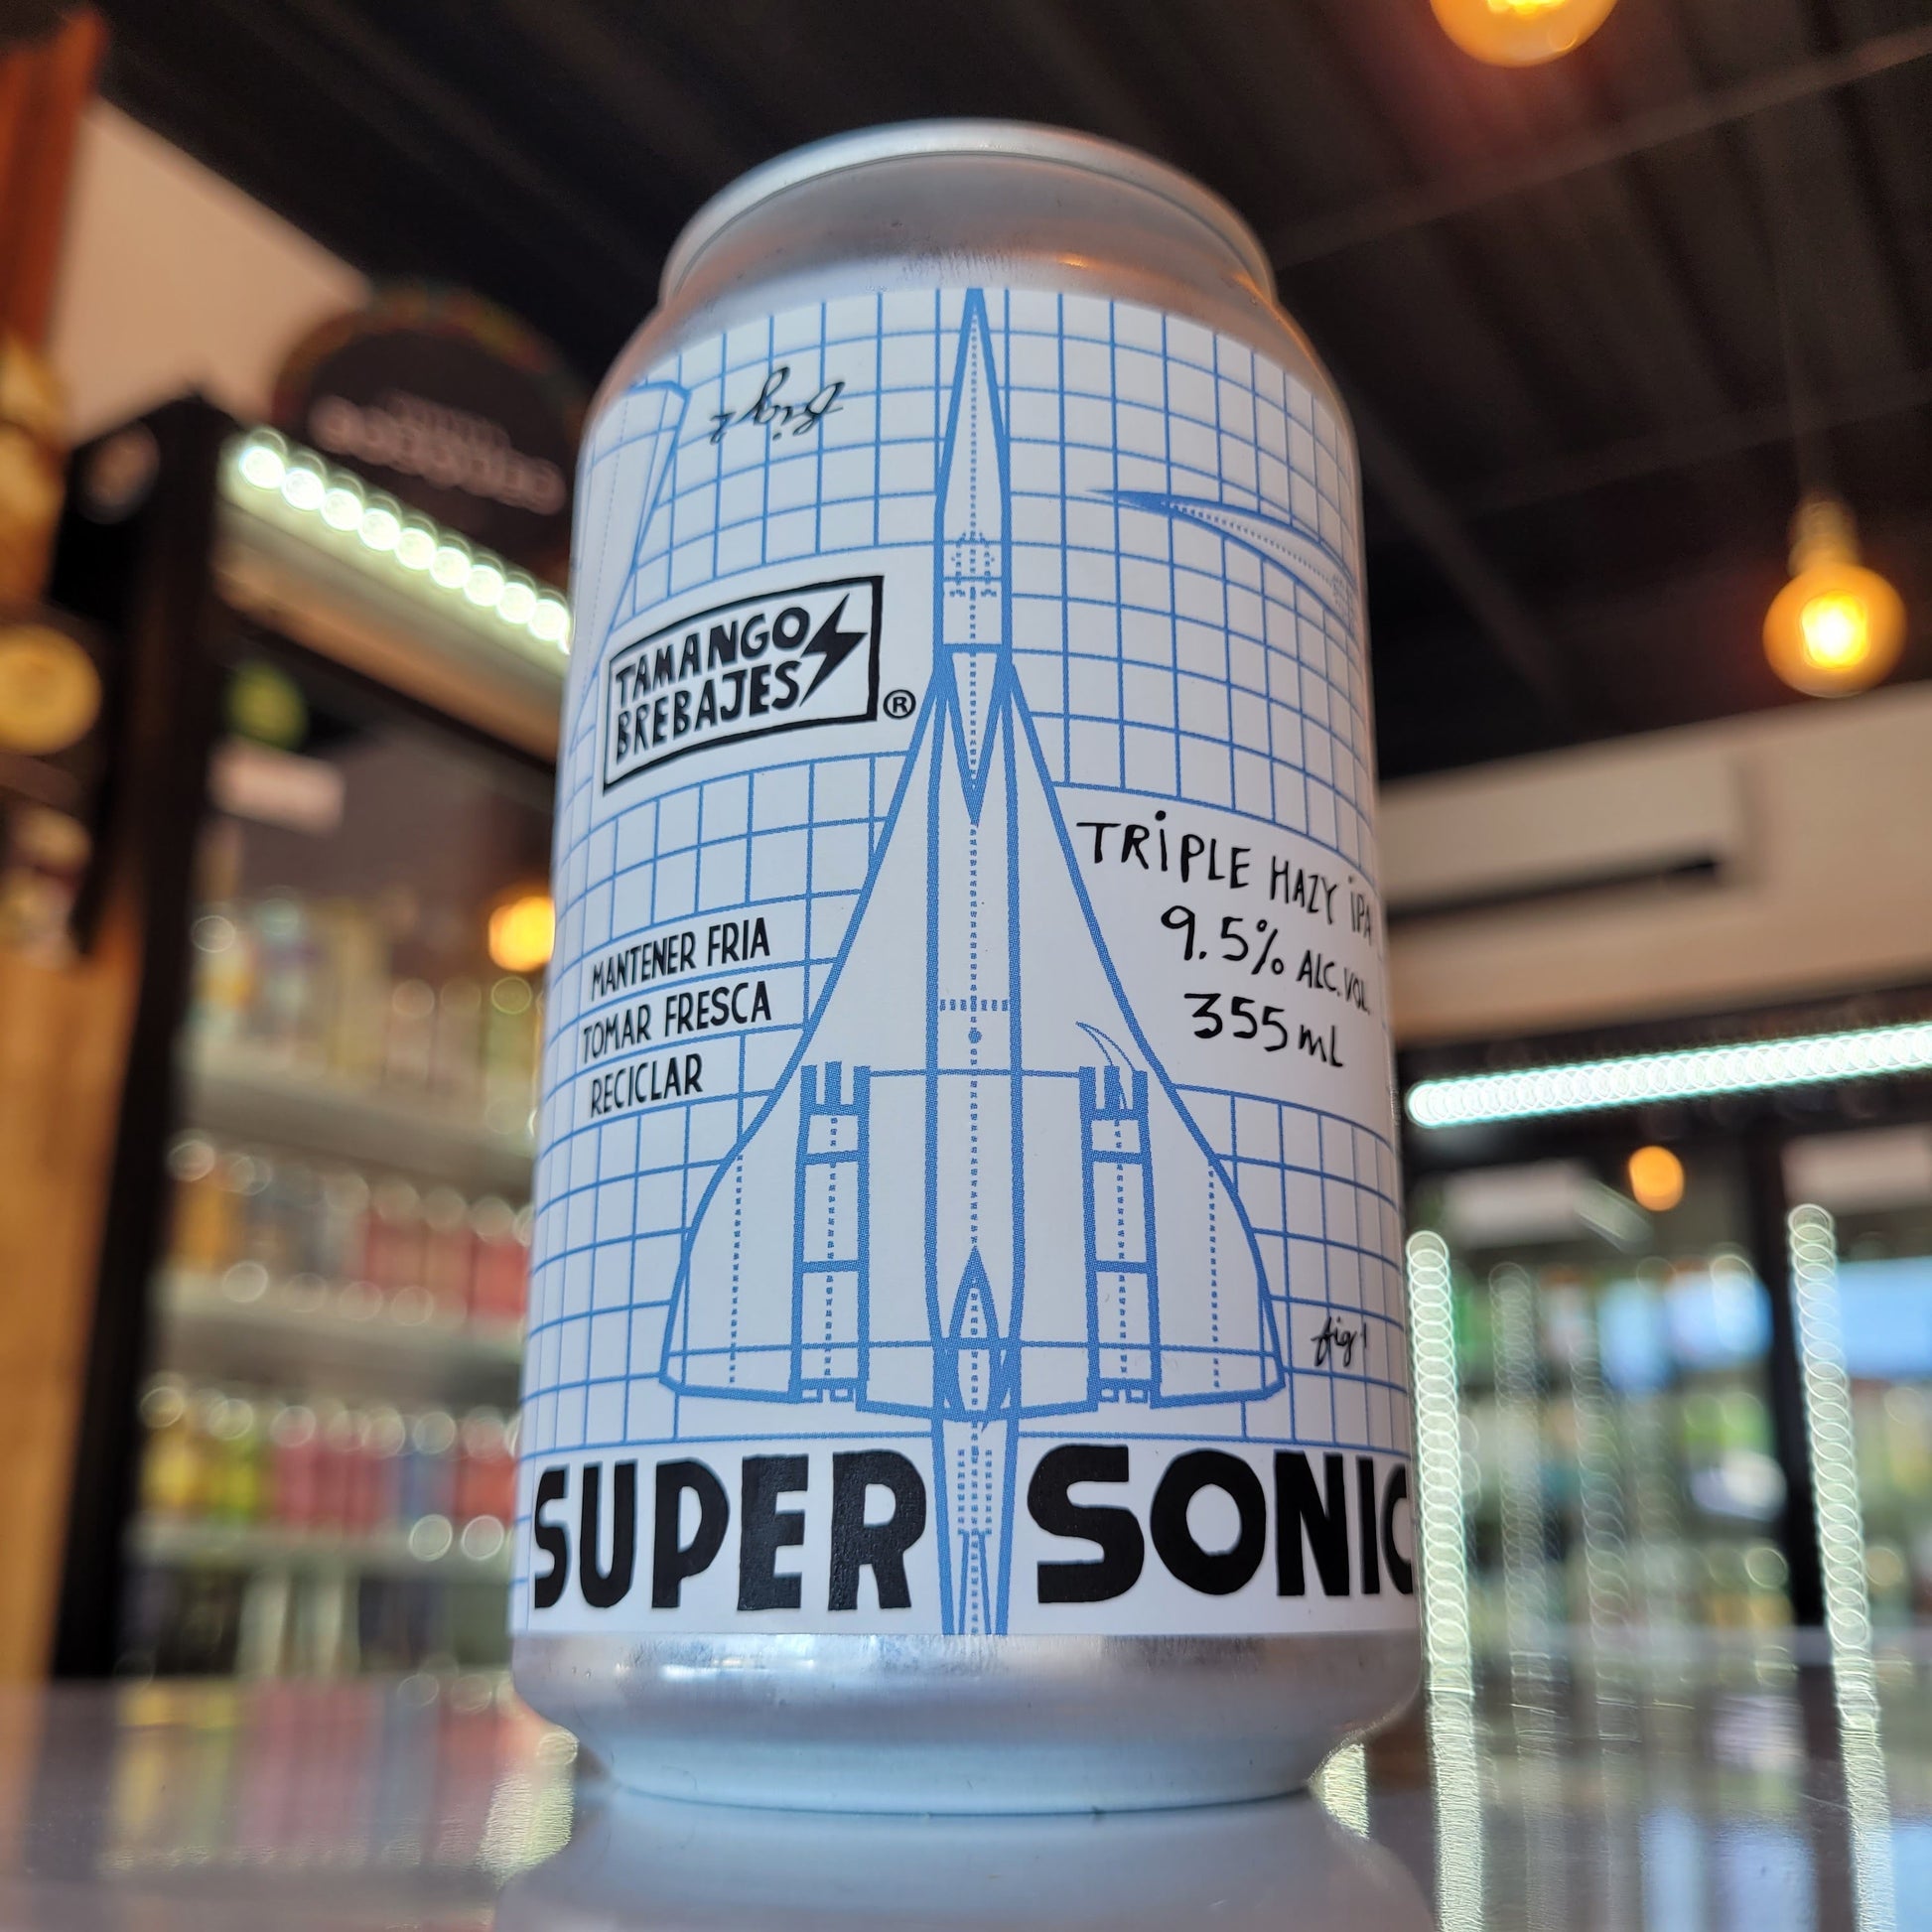 fig 2
TAMANGO
BREBAJES
®
TRIPLE HAZY IPA
9.5% ALC.VOL.
355 mL
MANTENER FRIA
TOMAR FRESCA
RECICLAR
fig 1
SUPER SONIC